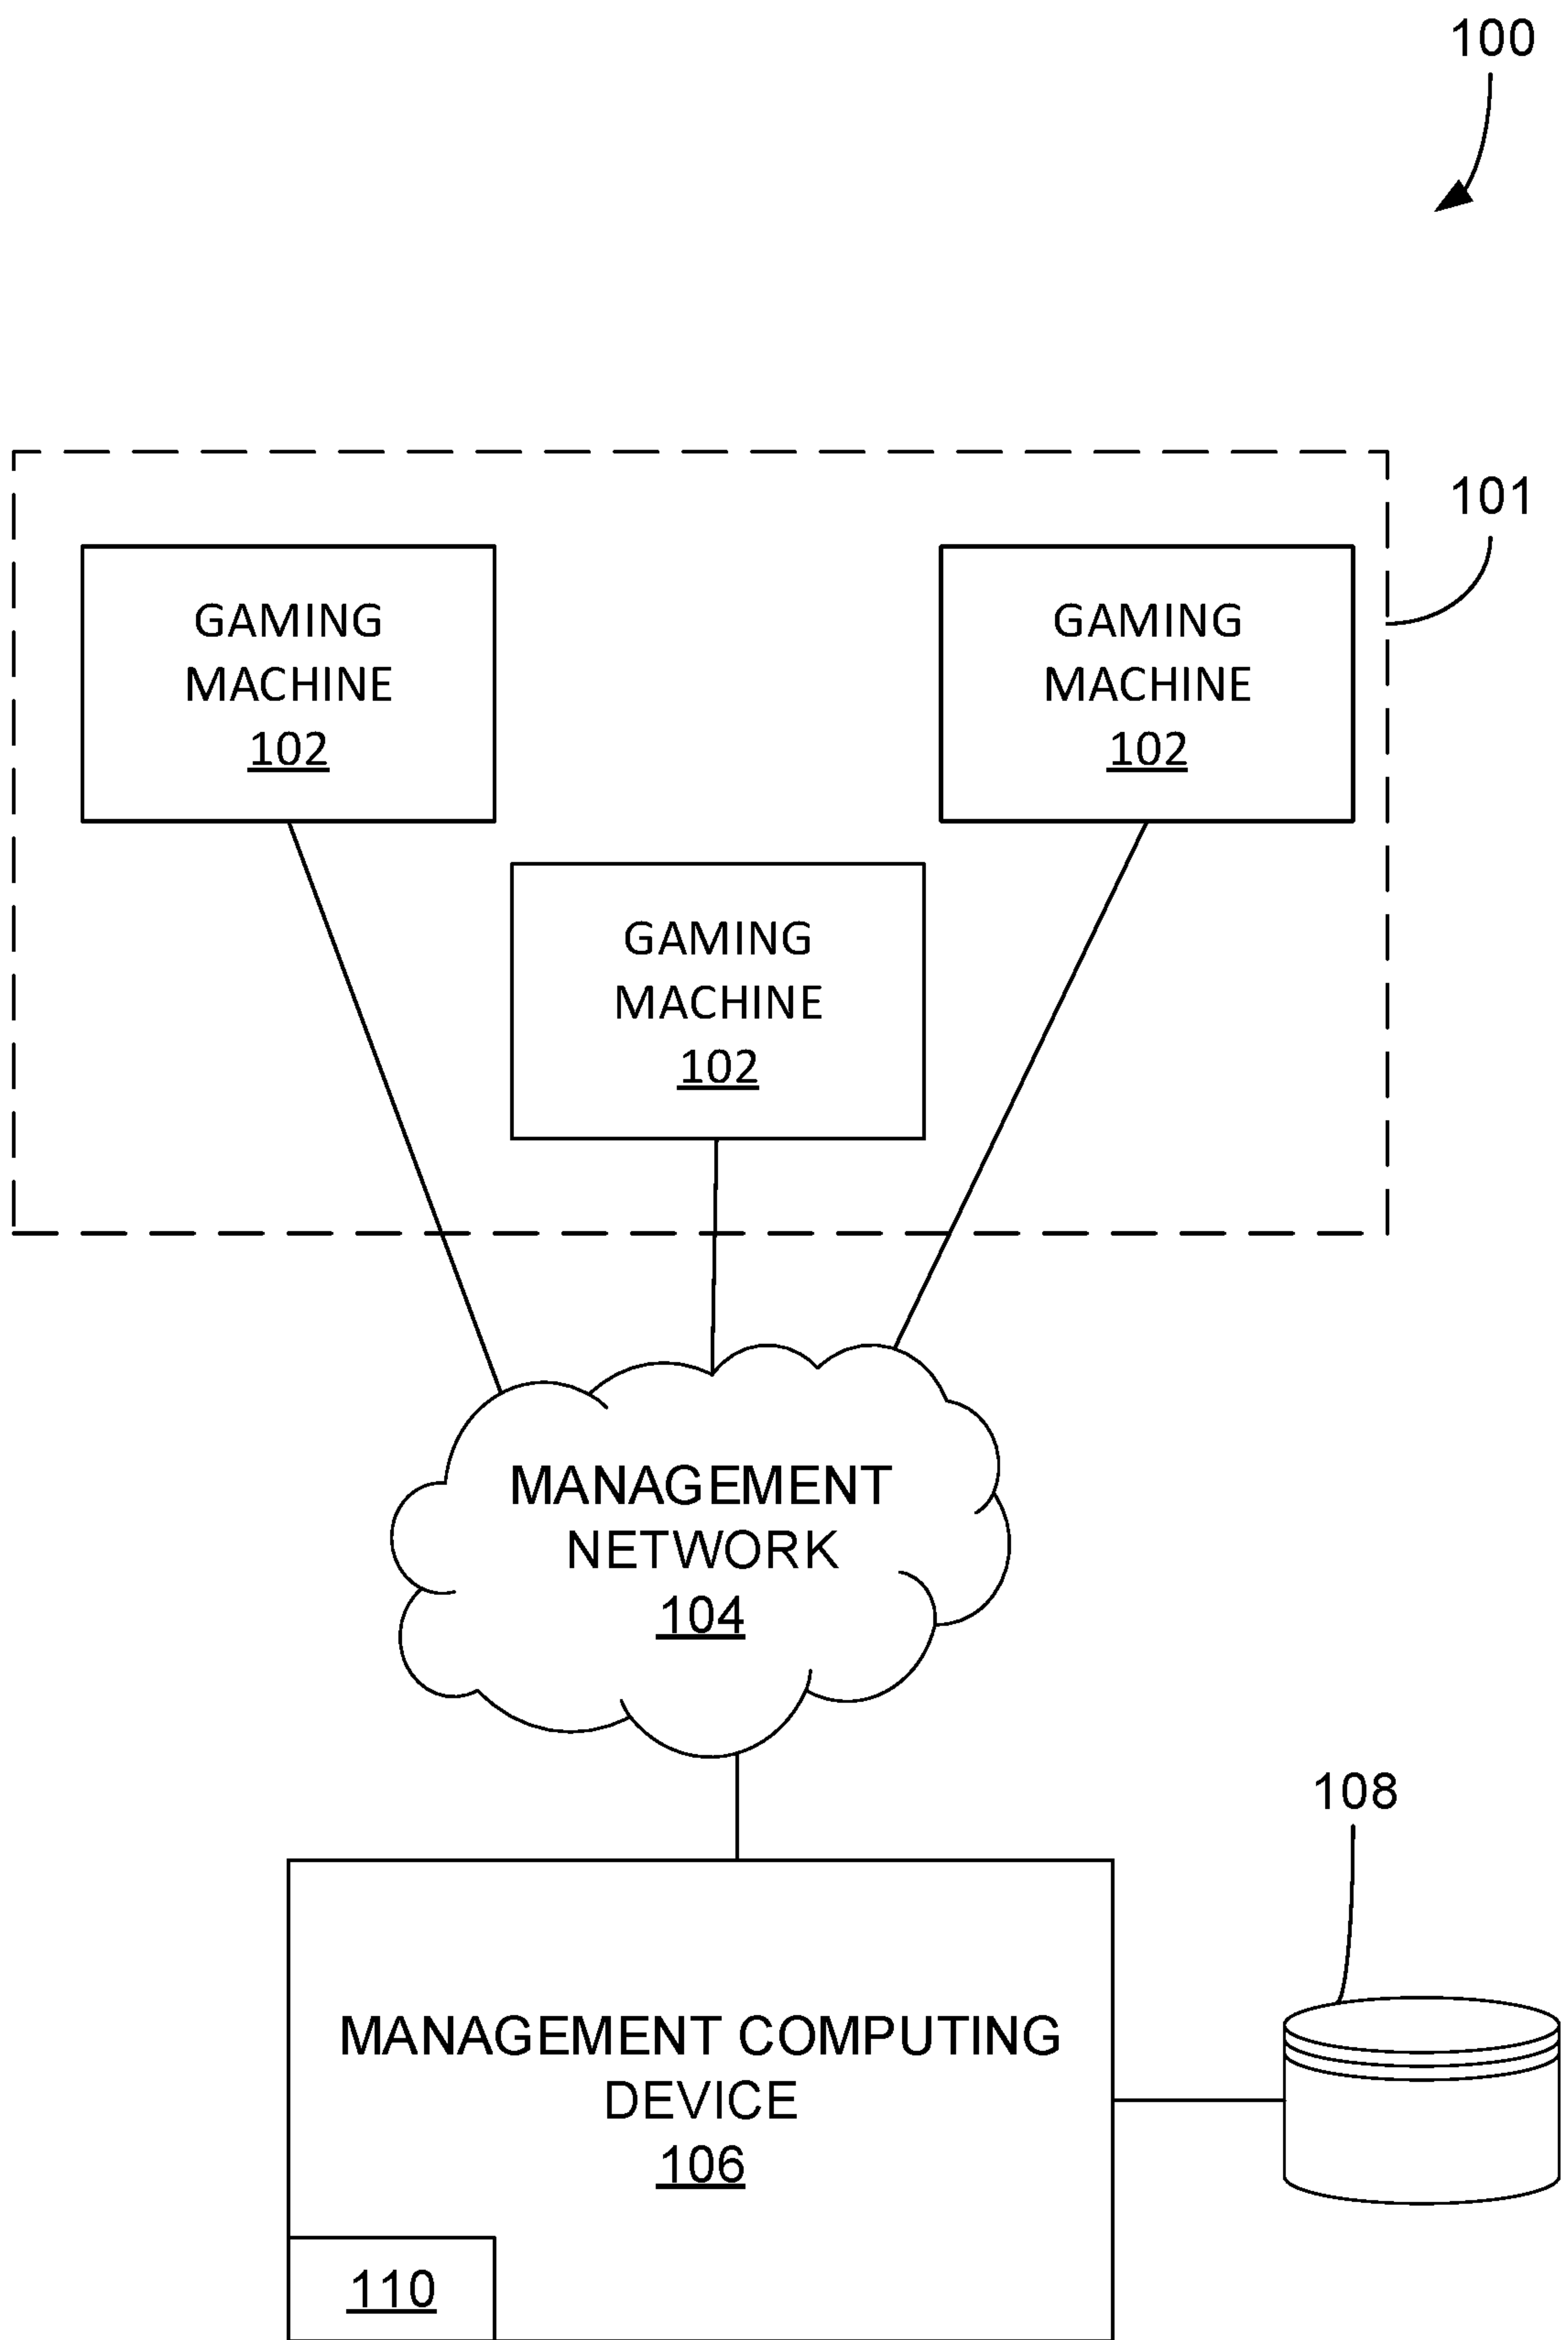 100
101
GAMING
MACHINE
102
GAMING
MACHINE
102
GAMING
MACHINE
102
MANAGEMENT
NETWORK
104
108
MANAGEMENT COMPUTING
DEVICE
106
110